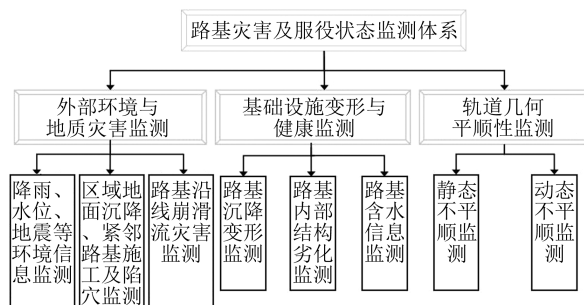 路基灾害及服役状态监测体系
外部环境与
地质灾害监测
基础设施变形与
健康监测
轨道几何
平顺性监测
降雨、
水位、
地震等
环境信
息监测
区域地
面沉降
、紧邻
路基施
工及陷
穴监测
路基沿
线崩滑
流灾害
监测
路基
沉降
变形
监测
路基
内部
结构
劣化
监测
路基
含水
信息
监测
静态
不平
顺监
测
动态
不平
顺监
测